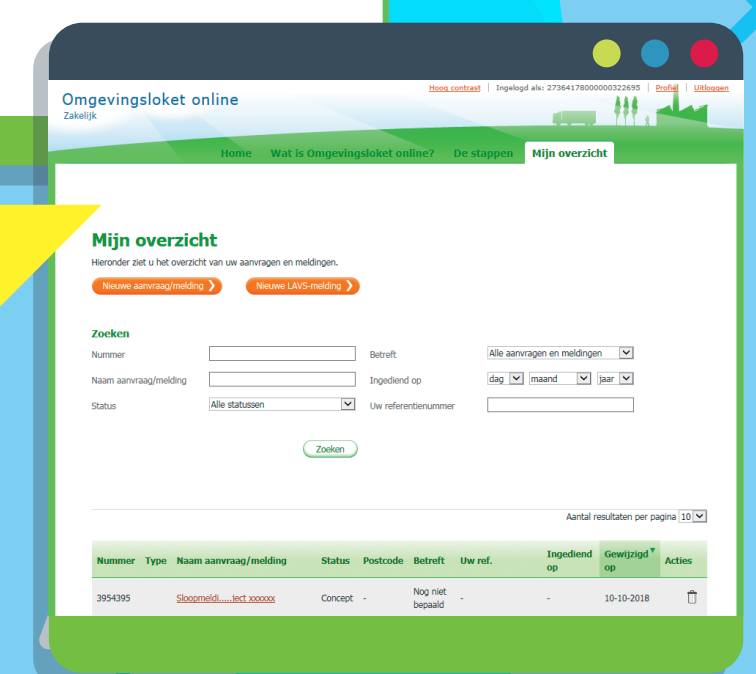 Hoog contrast | Ingelogd als: 27364178000000322695 | Profiel | Uitloggen
Omgevingsloket online
Zakelijk
Home Wat is Omgevingsloket online? De stappen Mijn overzicht
Mijn overzicht
Hieronder ziet u het overzicht van uw aanvragen en meldingen.
Nieuwe aanvraag/melding Nieuwe LAVS-melding
Zoeken
Nummer Betreft Alle aanvragen en meldingen
Naam aanvraag/melding Ingediend op dag maand jaar
Status Alle statussen Uw referentienummer
Zoeken
Aantal resultaten per pagina 10
Nummer Type Naam aanvraag/melding Status Postcode Betreft Uw ref. Ingediend op Gewijzigd op Acties
3954395 Sloopmeldi.....ject xxxxxx Concept - Nog niet bepaald - - 10-10-2018